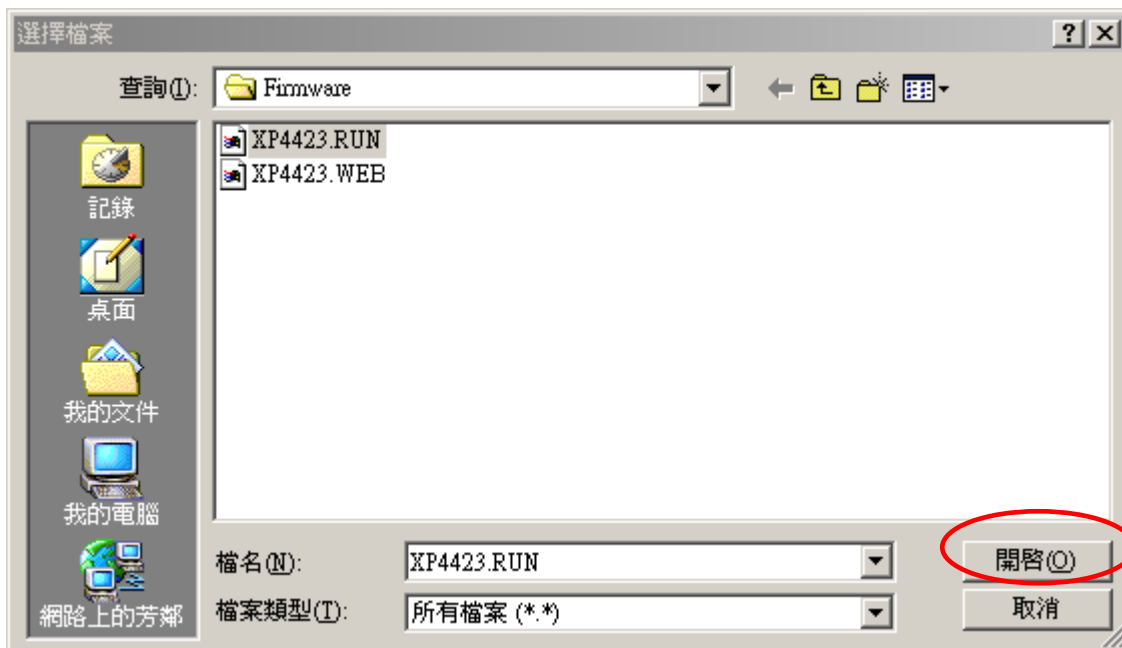 選擇檔案
查詢(I): Firmware
XP4423.RUN
XP4423.WEB
記錄
桌面
我的文件
我的電腦
網路上的芳鄰
檔名(N): XP4423.RUN 開啓(O)
檔案類型(T): 所有檔案 (*.*) 取消